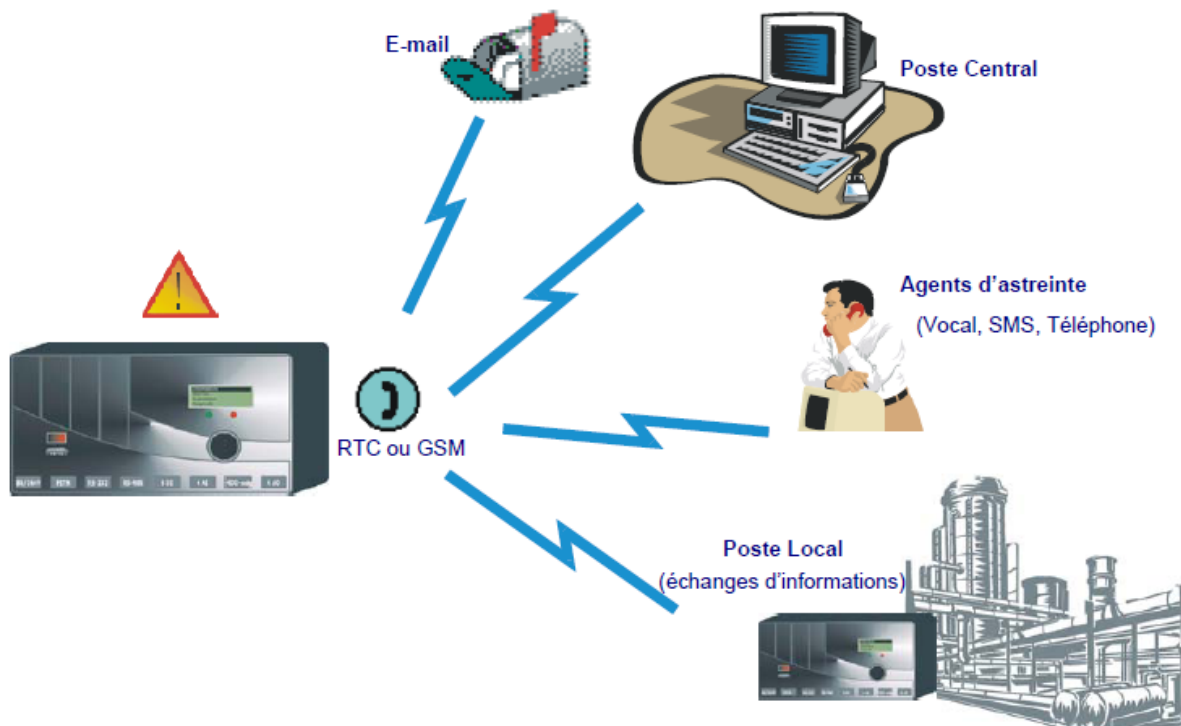 E-mail
Poste Central
Agents d'astreinte
(Vocal, SMS, Téléphone)
RTC ou GSM
Poste Local
(échanges d'informations)